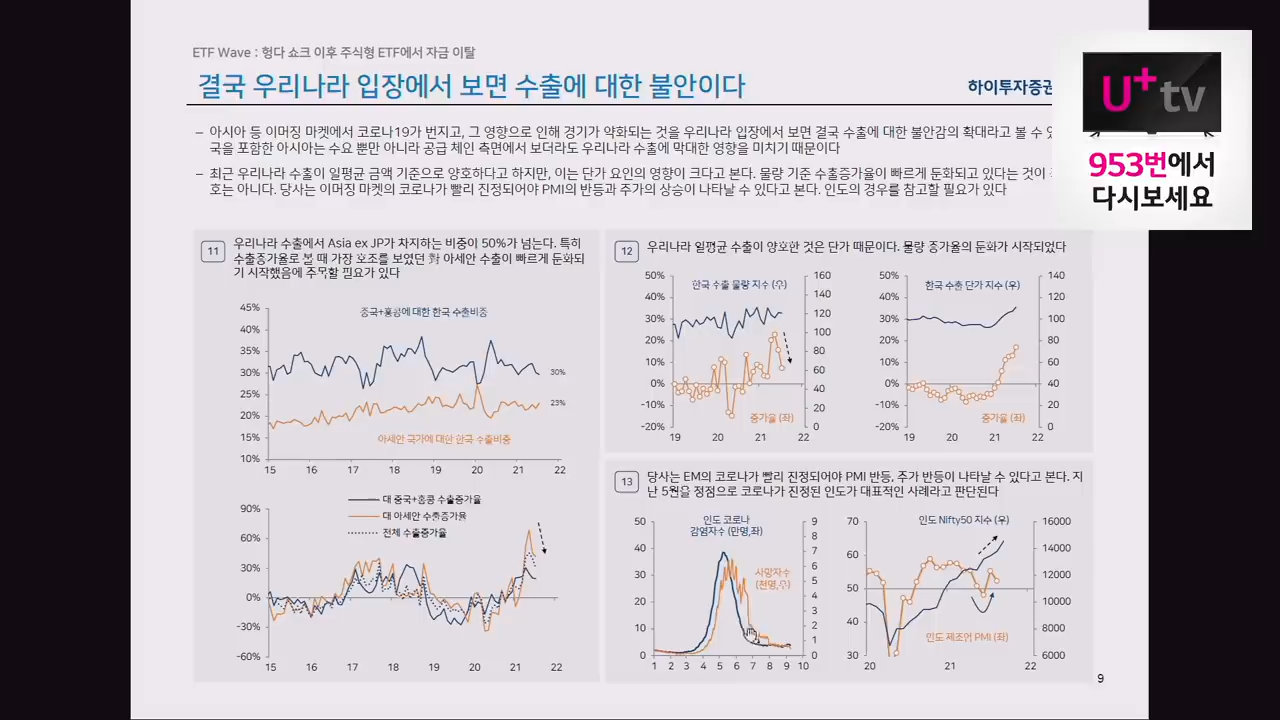 ETF Wave : 헝다 쇼크 이후 주식형 ETF에서 자금 이탈
결국 우리나라 입장에서 보면 수출에 대한 불안이다
하이투자증권
– 아시아 등 이머징 마켓에서 코로나19가 번지고, 그 영향으로 인해 경기가 약화되는 것을 우리나라 입장에서 보면 결국 수출에 대한 불안감의 확대라고 볼 수
국을 포함한 아시아는 수요 뿐만 아니라 공급 체인 측면에서 보더라도 우리나라 수출에 막대한 영향을 미치기 때문이다
– 최근 우리나라 수출이 일평균 금액 기준으로 양호하다고 하지만, 이는 단가 요인의 영향이 크다고 본다. 물량 기준 수출증가율이 빠르게 둔화되고 있다는 것이
호는 아니다. 당사는 이머징 마켓의 코로나가 빨리 진정되어야 PMI의 반등과 주가의 상승이 나타날 수 있다고 본다. 인도의 경우를 참고할 필요가 있다
U+tv
953번에서
다시보세요
11
우리나라 수출에서 Asia ex JP가 차지하는 비중이 50%가 넘는다. 특히
수출증가율로 볼 때 가장 호조를 보였던 對 아세안 수출이 빠르게 둔화되
기 시작했음에 주목할 필요가 있다
중국+홍콩에 대한 한국 수출비중
45%
40%
35%
30%
25%
20%
15%
10%
30%
23%
아세안 국가에 대한 한국 수출비중
15 16 17 18 19 20 21 22
대 중국+홍콩 수출증가율
대 아세안 수출증가율
전체 수출증가율
90%
60%
30%
0%
-30%
-60%
15 16 17 18 19 20 21 22
12
우리나라 일평균 수출이 양호한 것은 단가 때문이다. 물량 증가율의 둔화가 시작되었다
한국 수출 물량 지수 (우)
50%
40%
30%
20%
10%
0%
-10%
-20%
160
140
120
100
80
60
40
20
0
증가율 (좌)
19 20 21 22
한국 수출 단가 지수 (우)
50%
40%
30%
20%
10%
0%
-10%
-20%
140
120
100
80
60
40
20
0
증가율 (좌)
19 20 21 22
13
당사는 EM의 코로나가 빨리 진정되어야 PMI 반등, 주가 반등이 나타날 수 있다고 본다. 지
난 5월을 정점으로 코로나가 진정된 인도가 대표적인 사례라고 판단된다
인도 코로나
감염자수 (만명,좌)
사망자수
(천명,우)
50
40
30
20
10
0
9
8
7
6
5
4
3
2
1
0
1 2 3 4 5 6 7 8 9 10
인도 Nifty50 지수 (우)
70
60
50
40
30
16000
14000
12000
10000
8000
6000
인도 제조업 PMI (좌)
20 21 22
9